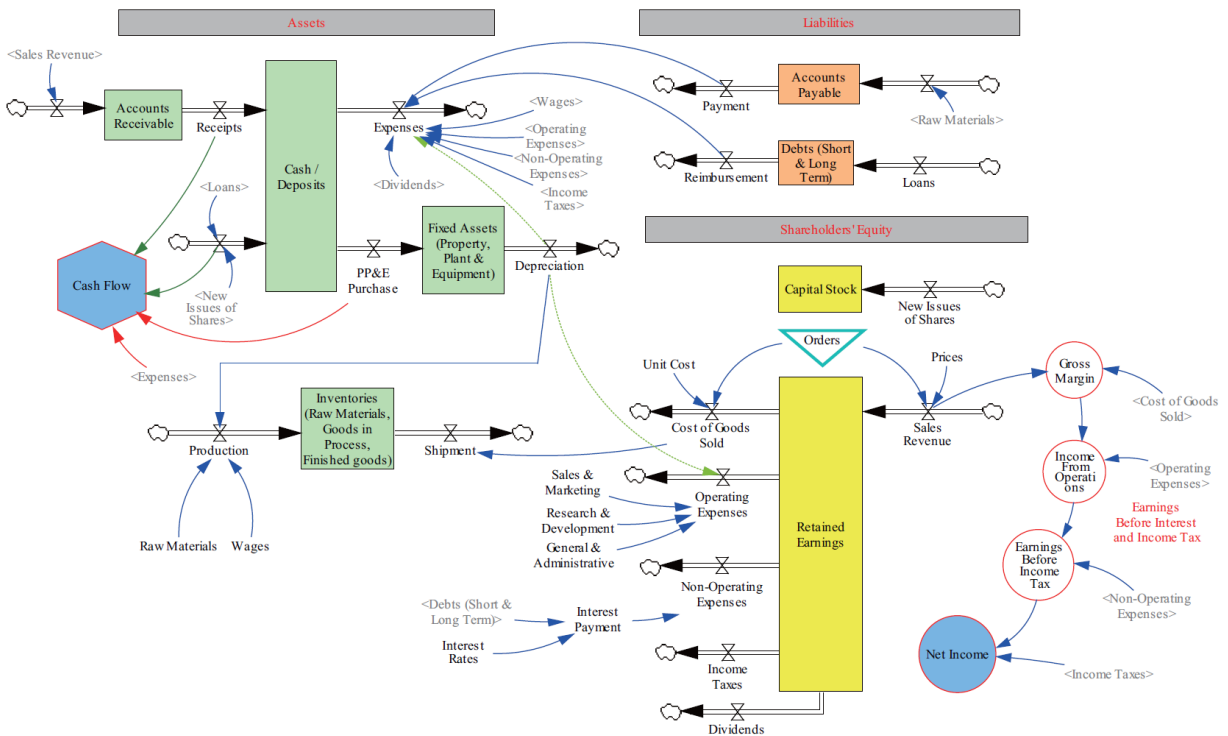 Assets
Liabilities
<Sales Revenue>
Accounts
Receivable
Receipts
Cash /
Deposits
Expenses
<Wages>
<Operating
Expenses>
<Non-Operating
Expenses>
<Income
Taxes>
<Dividends>
Payment
Accounts
Payable
<Raw Materials>
Reimbursement
Debts (Short
& Long
Term)
Loans
<Loans>
<New
Issues of
Shares>
Cash Flow
<Expenses>
PP&E
Purchase
Fixed Assets
(Property,
Plant &
Equipment)
Depreciation
Shareholders' Equity
Capital Stock
New Issues
of Shares
Orders
Unit Cost
Prices
Cost of Goods
Sold
Sales
Revenue
Gross
Margin
<Cost of Goods
Sold>
Production
Inventories
(Raw Materials,
Goods in
Process,
Finished goods)
Shipment
Raw Materials
Wages
Sales &
Marketing
Research &
Development
General &
Administrative
Operating
Expenses
Retained
Earnings
Income
From
Operati
ons
<Operating
Expenses>
Earnings
Before Interest
and Income Tax
Non-Operating
Expenses
Earnings
Before
Income
Tax
<Non-Operating
Expenses>
<Debts (Short &
Long Term)>
Interest
Payment
Interest
Rates
Income
Taxes
Net Income
<Income Taxes>
Dividends